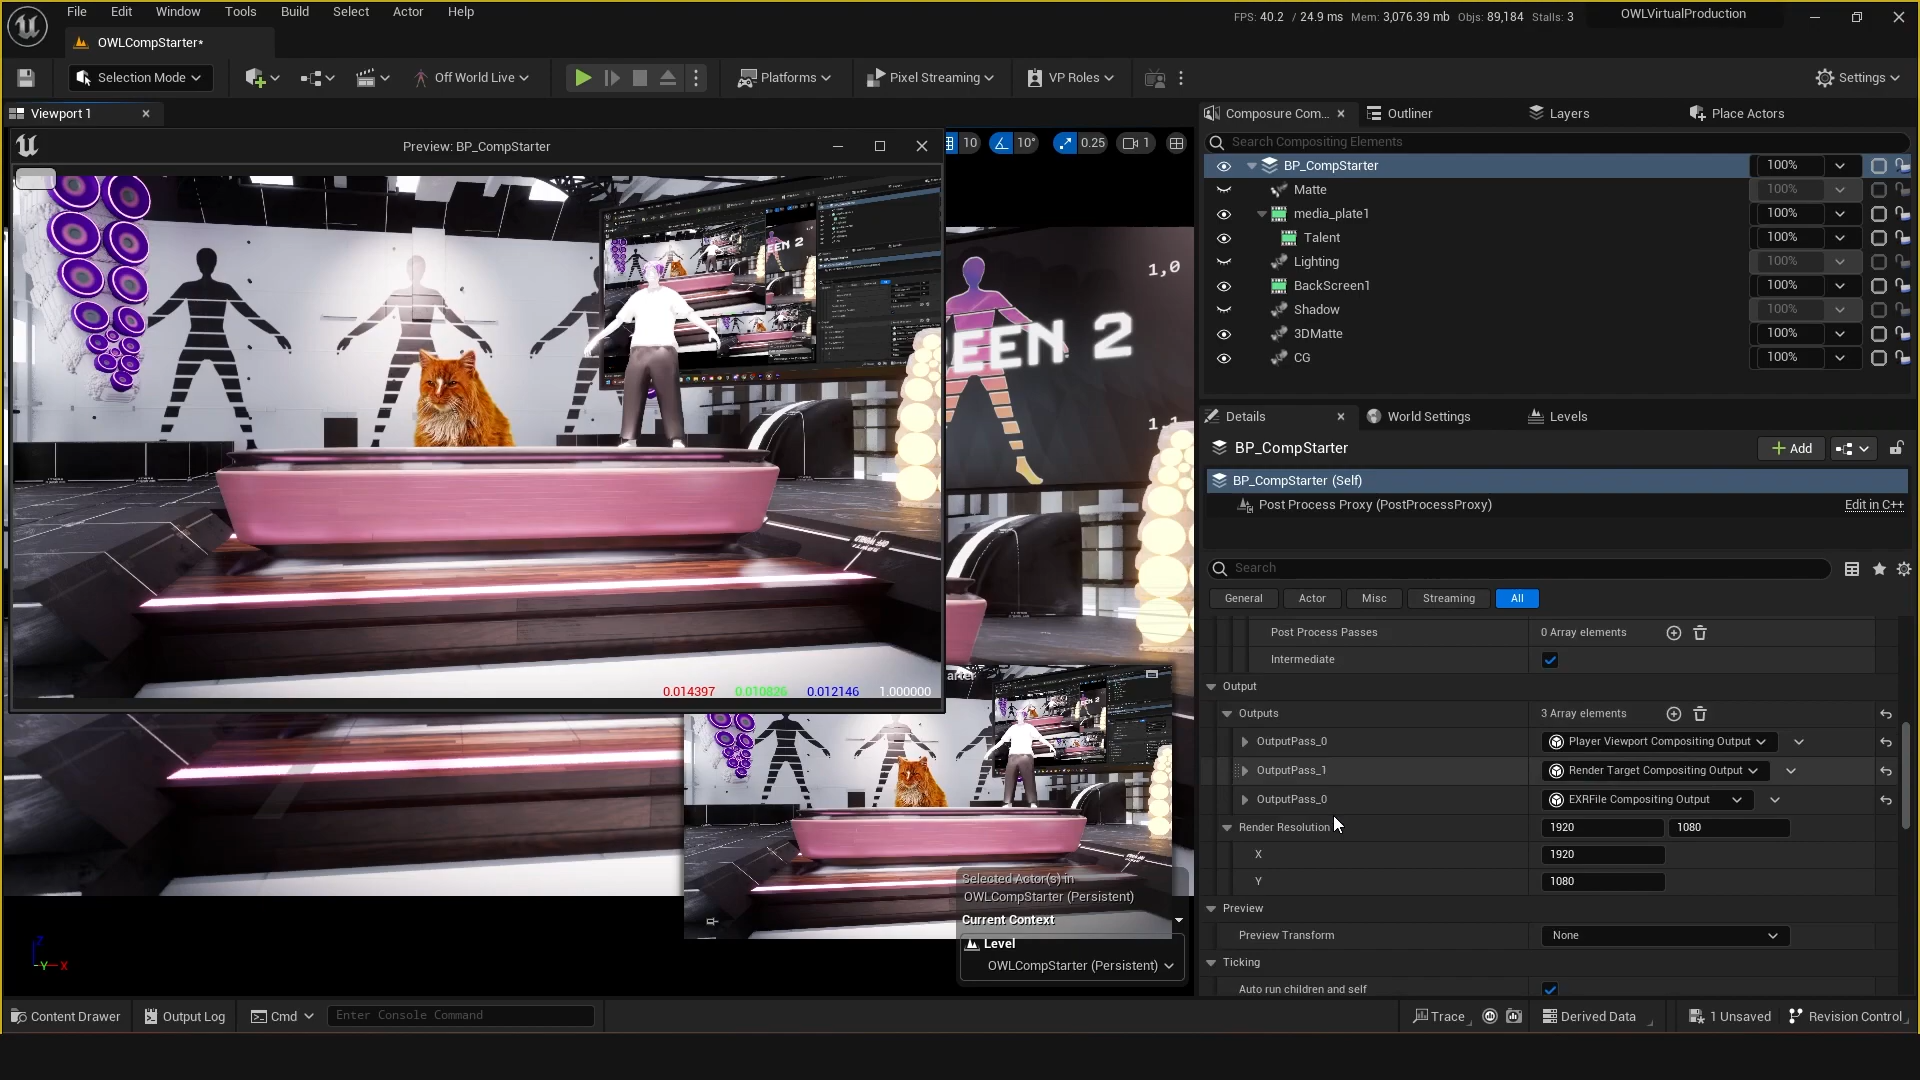 File Edit Window Tools Build Select Actor Help
FPS: 40.2 / 24.9 ms Mem: 3,076.39 mb Objs: 89,184 Stalls: 3
OWLVirtualProduction
OWLCompStarter*
Selection Mode
Off World Live
Platforms
Pixel Streaming
VP Roles
Settings
Viewport 1
Preview: BP_CompStarter
10
10°
0.25
1
EEN 2
1,0
EEN 2
0.014397 0.010826 0.012146 1.000000
Selected Actor(s) in
OWLCompStarter (Persistent)
Current Context
Level
OWLCompStarter (Persistent)
Composure Com...
Outliner
Layers
Place Actors
Search Compositing Elements
BP_CompStarter 100%
Matte 100%
media_plate1 100%
Talent 100%
Lighting 100%
BackScreen1 100%
Shadow 100%
3DMatte 100%
CG 100%
Details
World Settings
Levels
BP_CompStarter
Add
BP_CompStarter (Self)
Post Process Proxy (PostProcessProxy) Edit in C++
Search
General Actor Misc Streaming All
Post Process Passes 0 Array elements
Intermediate
Output
Outputs 3 Array elements
OutputPass_0 Player Viewport Compositing Output
OutputPass_1 Render Target Compositing Output
OutputPass_0 EXRFile Compositing Output
Render Resolution 1920 1080
X 1920
Y 1080
Preview
Preview Transform None
Ticking
Auto run children and self
Z
Y X
Content Drawer
Output Log
Cmd
Enter Console Command
Trace
Derived Data
1 Unsaved
Revision Control